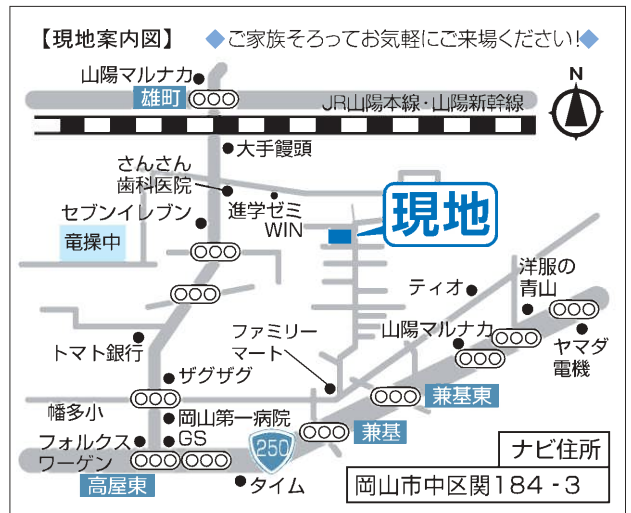 【現地案内図】 ◆ご家族そろってお気軽にご来場ください!◆
山陽マルナカ
雄町
JR山陽本線・山陽新幹線
N
大手饅頭
さんさん
歯科医院
進学ゼミ
WIN
セブンイレブン
竜操中
現地
洋服の
青山
ティオ
山陽マルナカ
ヤマダ
電機
ファミリー
マート
トマト銀行
ザグザグ
兼基東
幡多小
岡山第一病院
GS
フォルクス
ワーゲン
兼基
250
高屋東
タイム
ナビ住所
岡山市中区関184-3